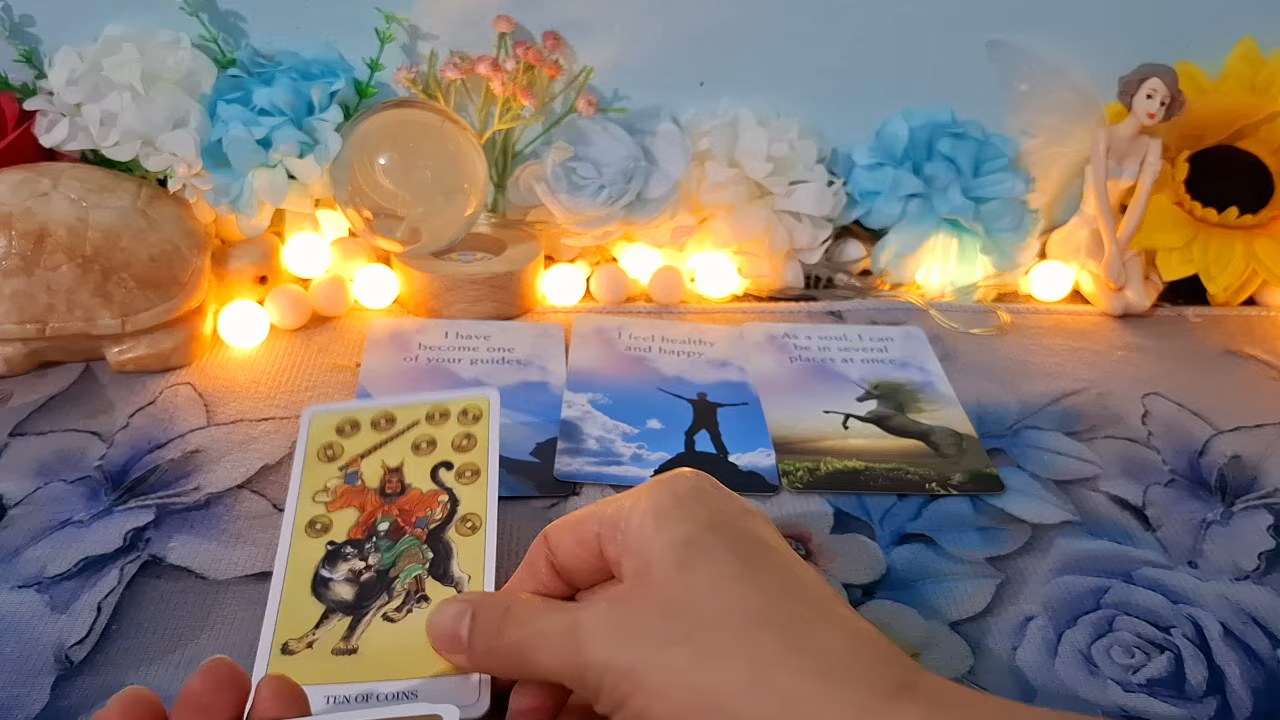 I have
become one
of your guides.
I feel healthy
and happy
As a soul, I can
be in several
places at once
TEN OF COINS